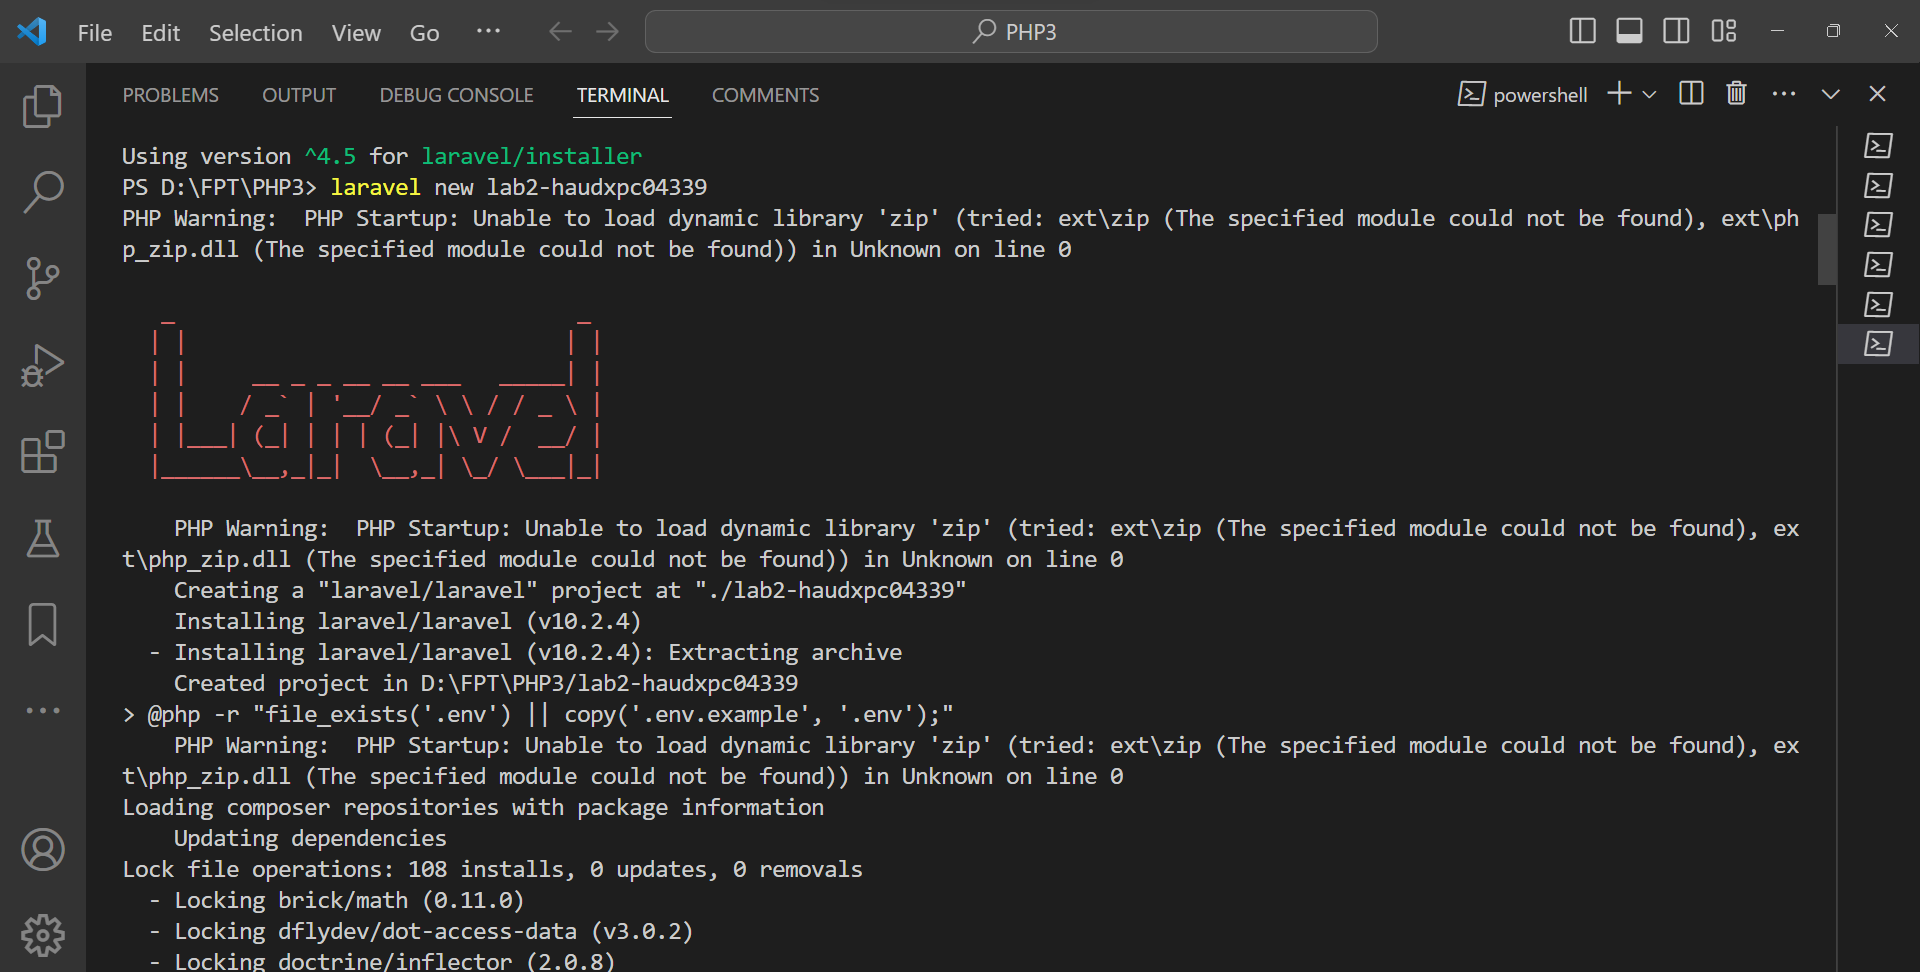 File Edit Selection View Go ··· PHP3
PROBLEMS OUTPUT DEBUG CONSOLE TERMINAL COMMENTS powershell
Using version ^4.5 for laravel/installer
PS D:\FPT\PHP3> laravel new lab2-haudxpc04339
PHP Warning:  PHP Startup: Unable to load dynamic library 'zip' (tried: ext\zip (The specified module could not be found), ext\ph
p_zip.dll (The specified module could not be found)) in Unknown on line 0
Laravel
    PHP Warning:  PHP Startup: Unable to load dynamic library 'zip' (tried: ext\zip (The specified module could not be found), ex
t\php_zip.dll (The specified module could not be found)) in Unknown on line 0
    Creating a "laravel/laravel" project at "./lab2-haudxpc04339"
    Installing laravel/laravel (v10.2.4)
  - Installing laravel/laravel (v10.2.4): Extracting archive
    Created project in D:\FPT\PHP3/lab2-haudxpc04339
> @php -r "file_exists('.env') || copy('.env.example', '.env');"
    PHP Warning:  PHP Startup: Unable to load dynamic library 'zip' (tried: ext\zip (The specified module could not be found), ex
t\php_zip.dll (The specified module could not be found)) in Unknown on line 0
Loading composer repositories with package information
    Updating dependencies
Lock file operations: 108 installs, 0 updates, 0 removals
  - Locking brick/math (0.11.0)
  - Locking dflydev/dot-access-data (v3.0.2)
  - Locking doctrine/inflector (2.0.8)